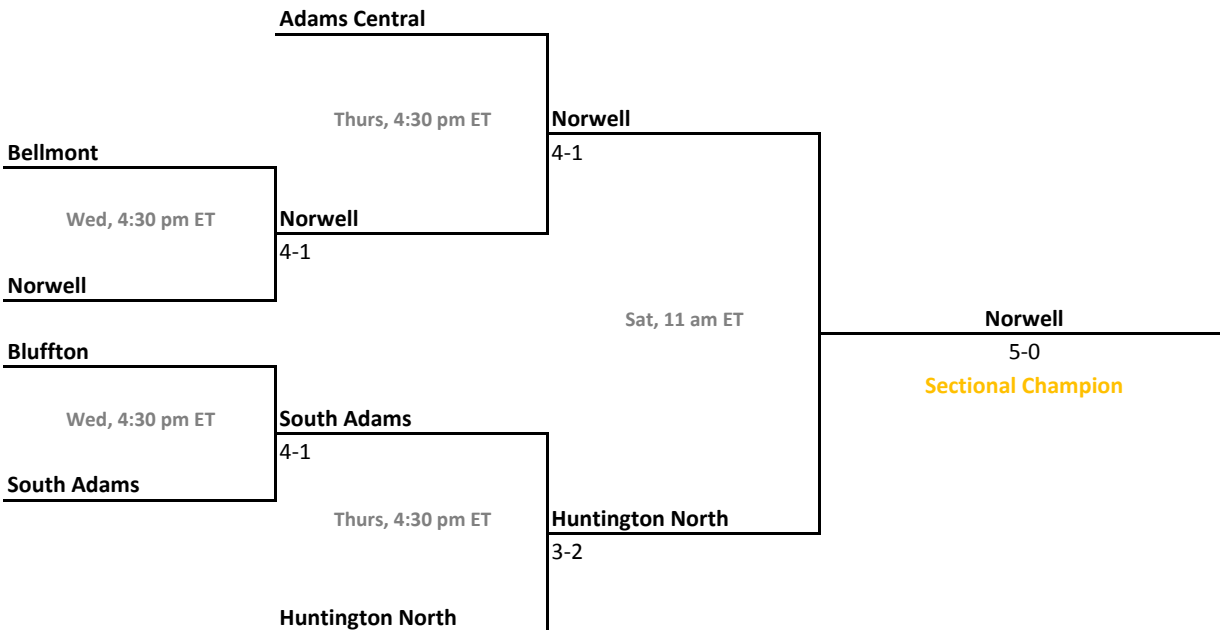 Adams Central
Thurs, 4:30 pm ET
Norwell
4-1
Bellmont
Wed, 4:30 pm ET
Norwell
4-1
Norwell
Sat, 11 am ET
Norwell
5-0
Sectional Champion
Bluffton
Wed, 4:30 pm ET
South Adams
4-1
South Adams
Thurs, 4:30 pm ET
Huntington North
3-2
Huntington North